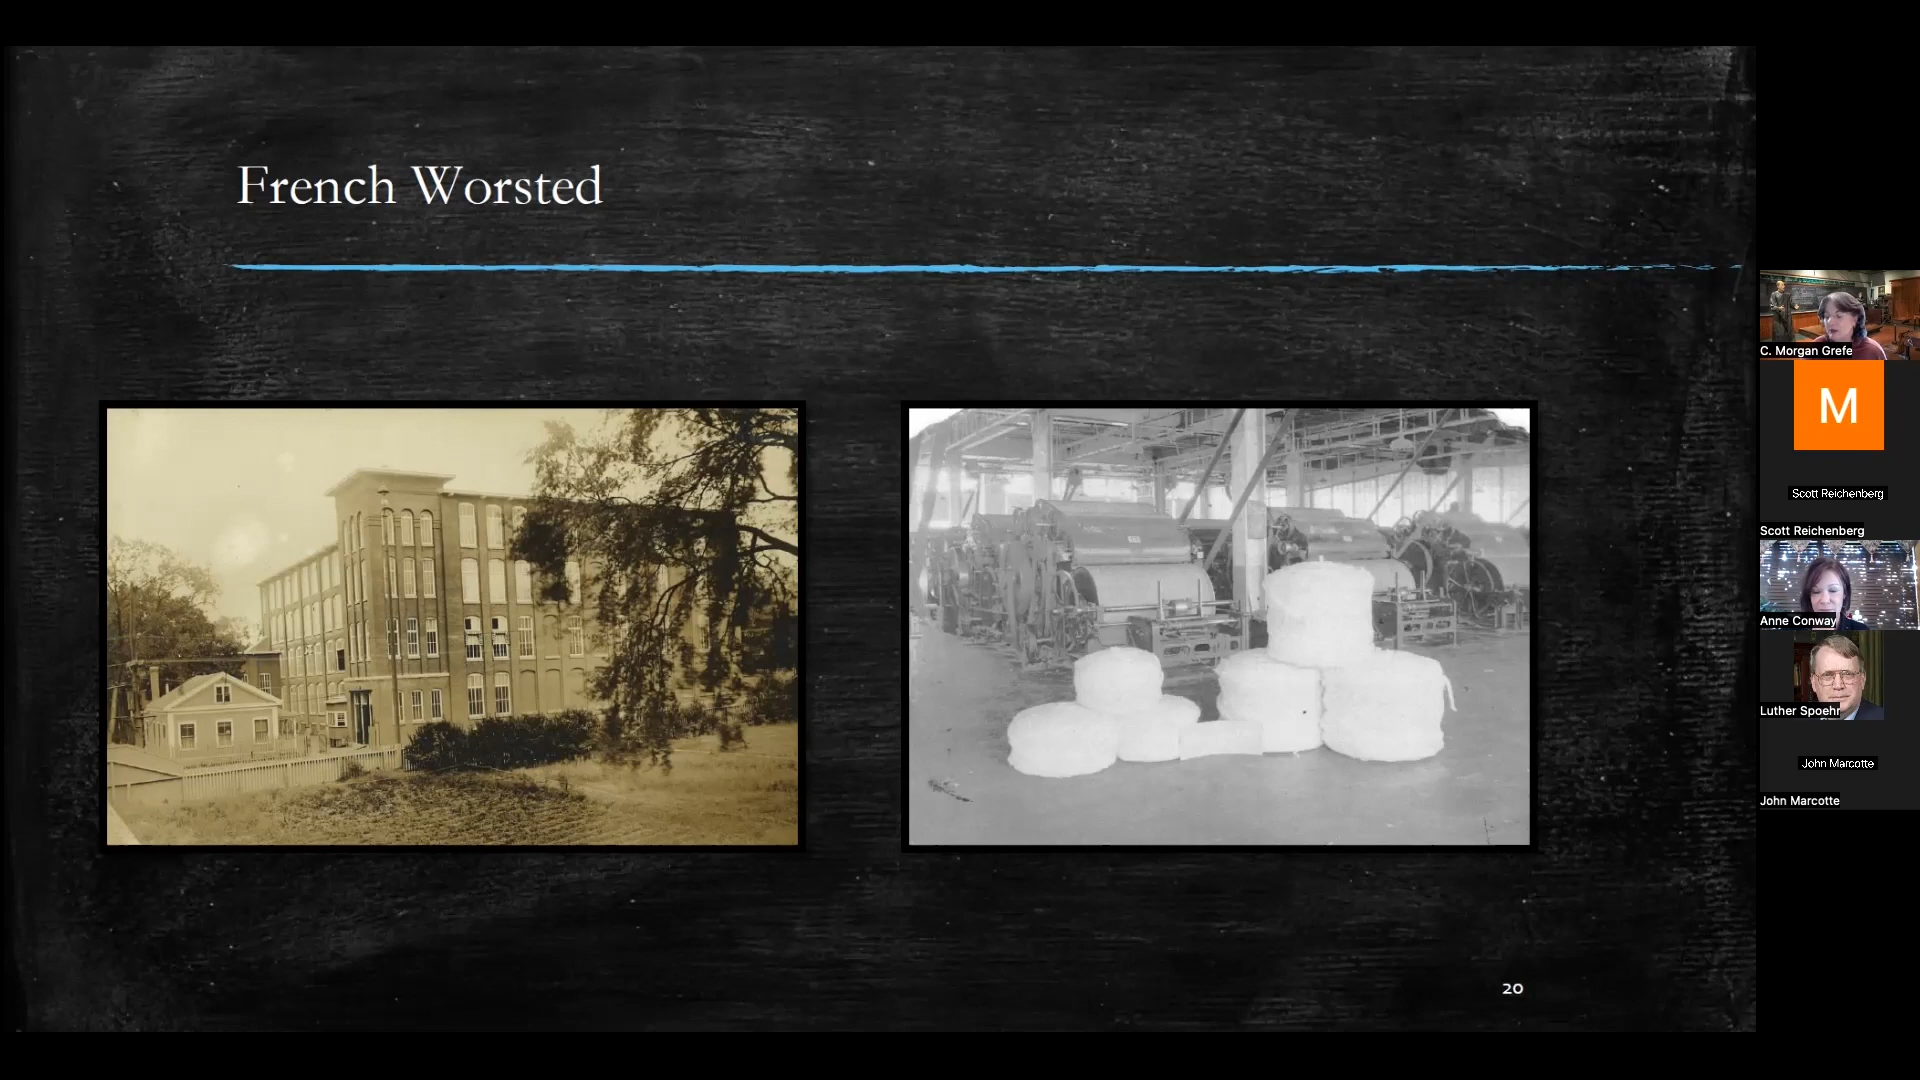 French Worsted
20
C. Morgan Grefe
M
Scott Reichenberg
Scott Reichenberg
Anne Conway
Luther Spoehr
John Marcotte
John Marcotte